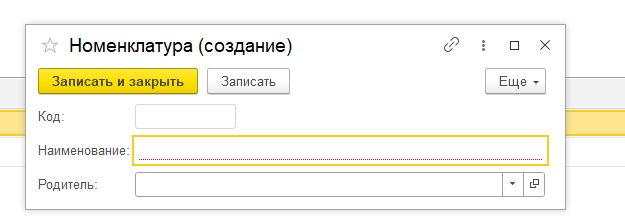 Номенклатура (создание)
Записать и закрыть Записать Еще
Код:
Наименование:
Родитель: